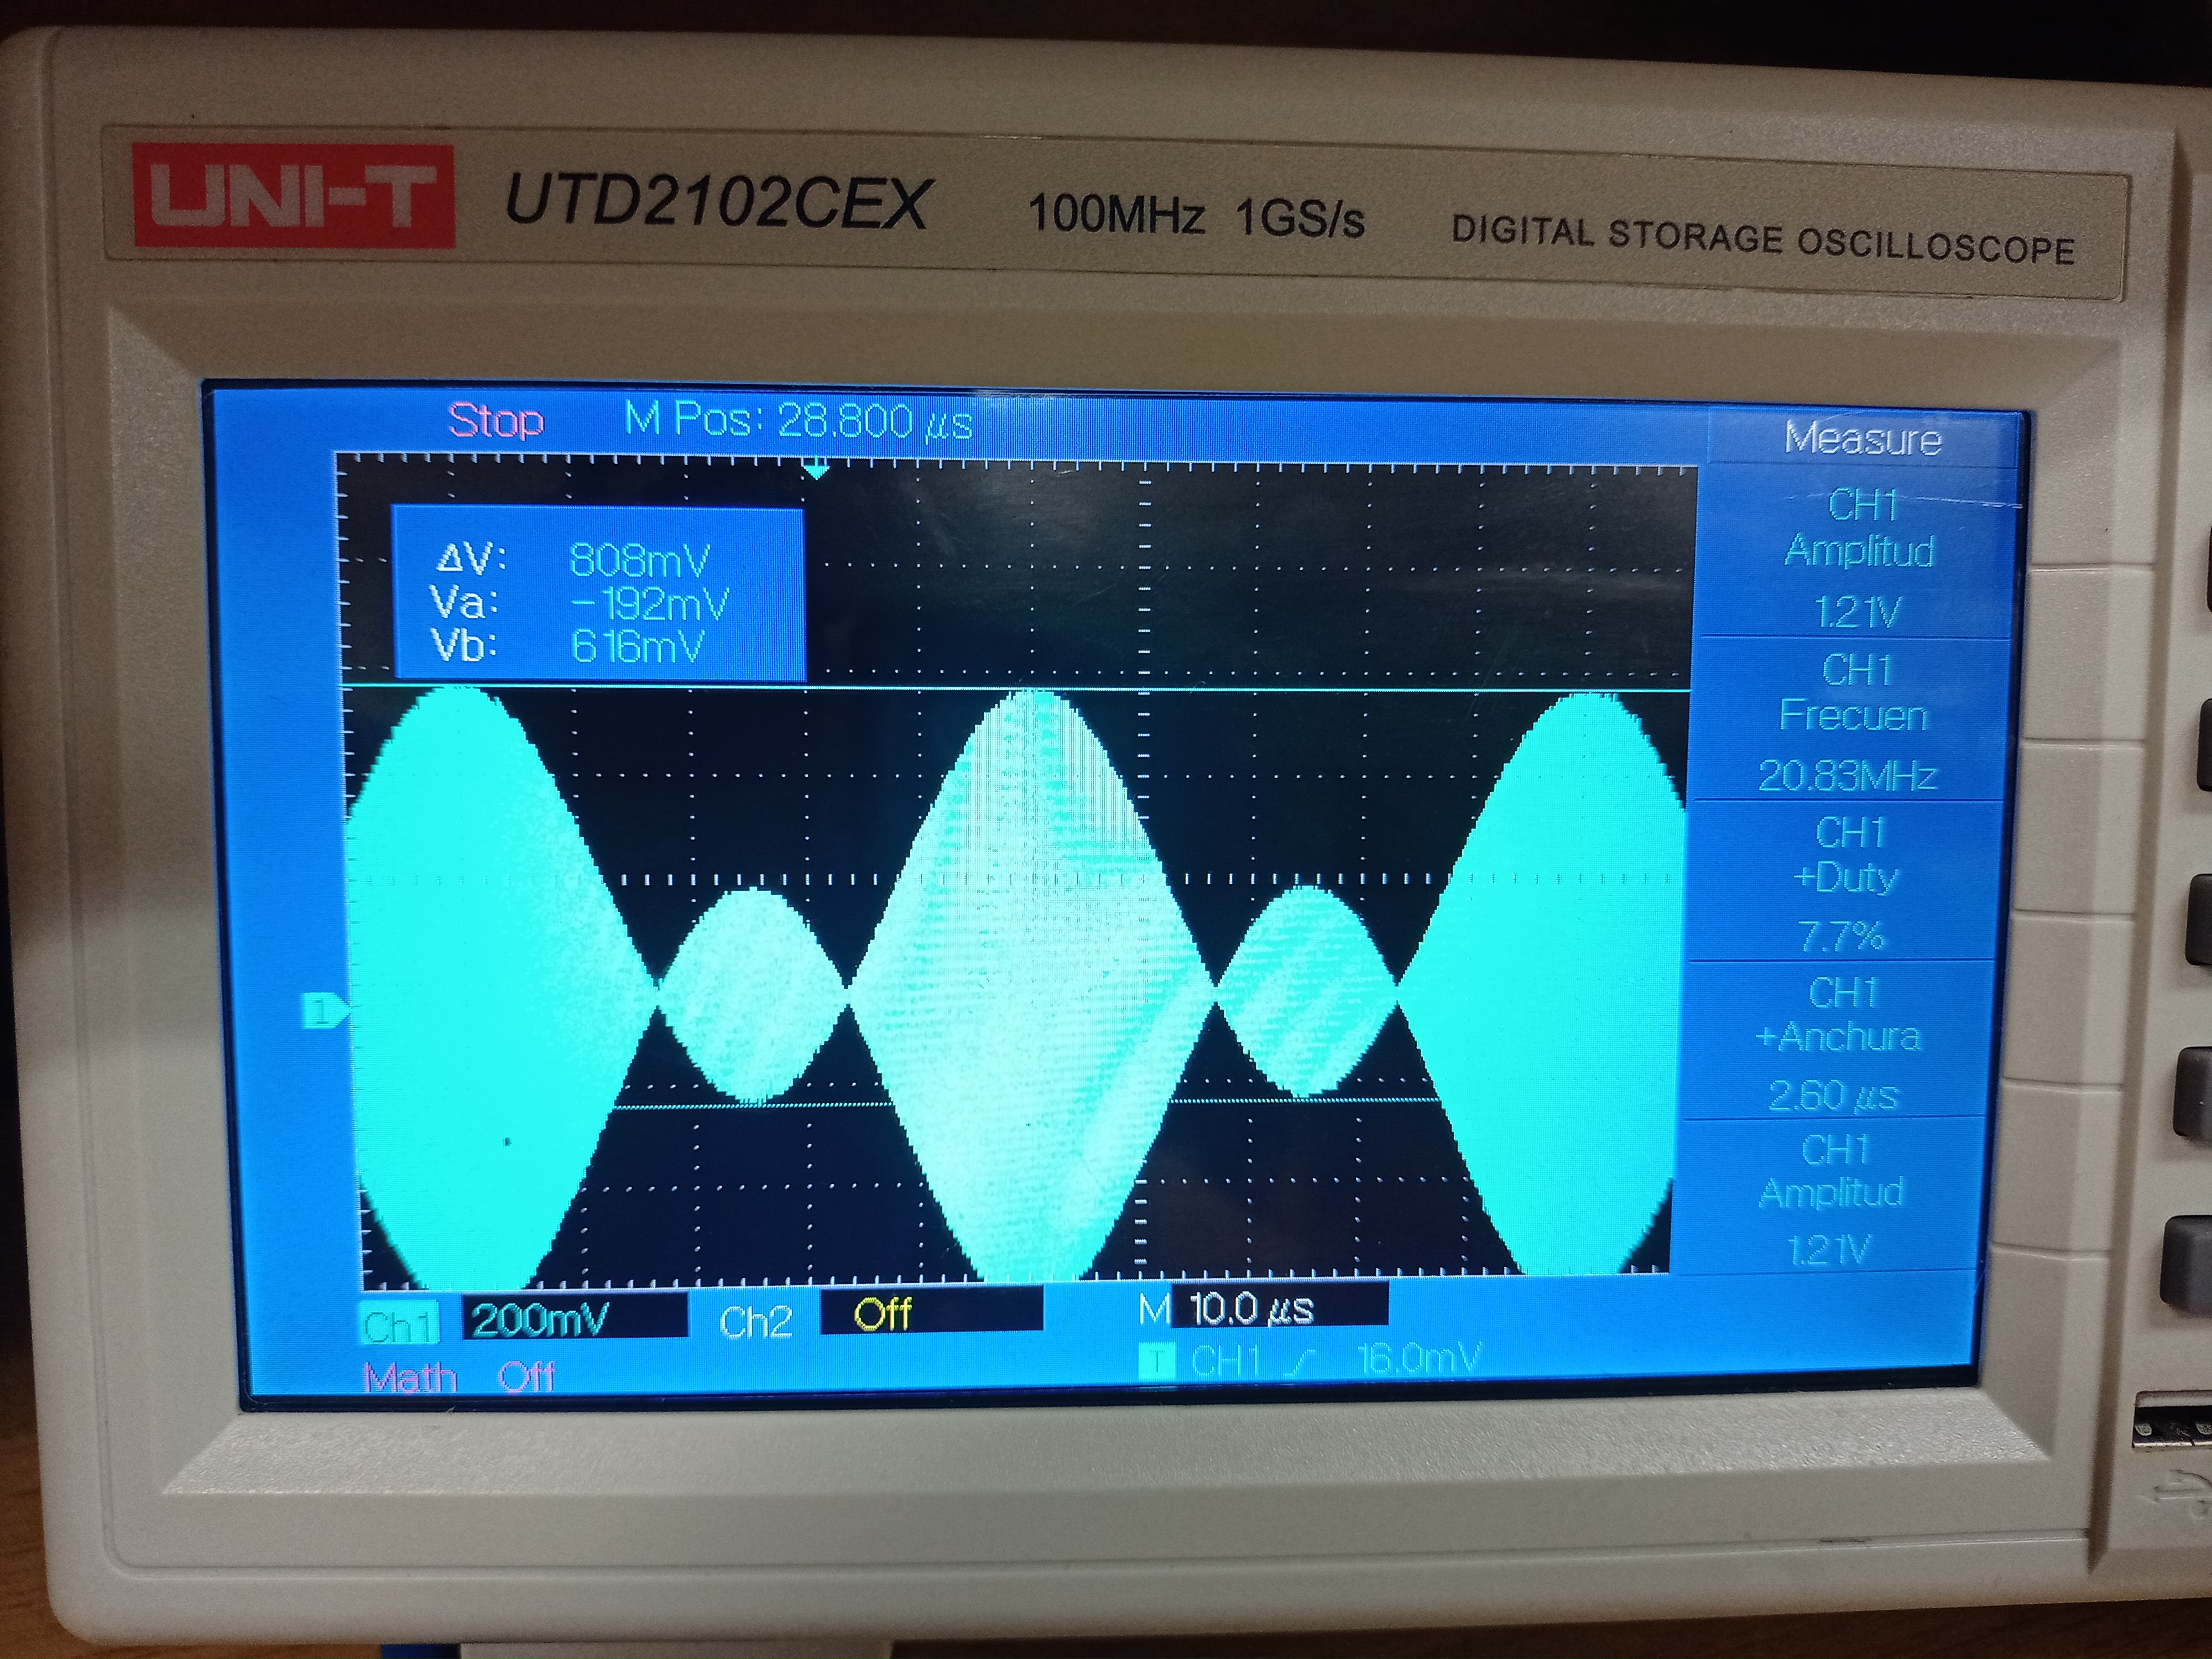 UNI-T UTD2102CEX 100MHz 1GS/s DIGITAL STORAGE OSCILLOSCOPE
Stop M Pos: 28.800 µs
Measure
ΔV: 808mV
Va: -192mV
Vb: 616mV
CH1
Amplitud
1.21V
CH1
Frecuen
20.83MHz
CH1
+Duty
7.7%
CH1
+Anchura
2.60 µs
CH1
Amplitud
1.21V
1
Ch1 200mV Ch2 Off M 10.0 µs
Math Off T CH1 16.0mV